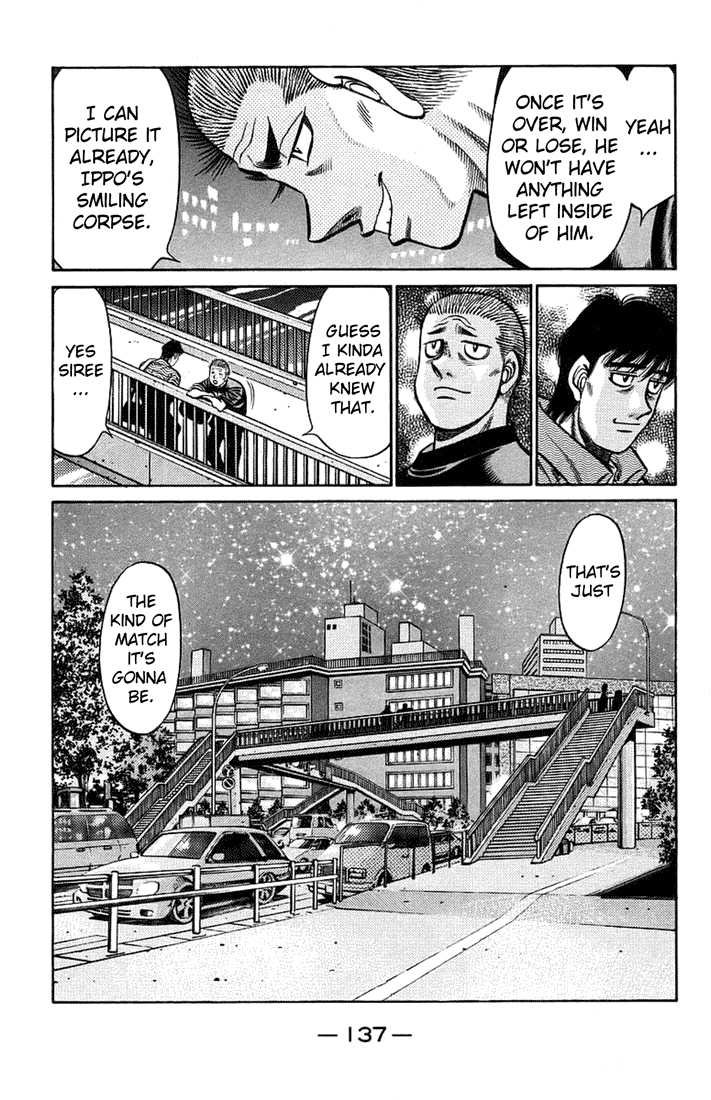 YEAH
...
ONCE IT'S
OVER, WIN
OR LOSE, HE
WON'T HAVE
ANYTHING
LEFT INSIDE
OF HIM.
I CAN
PICTURE IT
ALREADY,
IPPO'S
SMILING
CORPSE.
GUESS
I KINDA
ALREADY
KNEW
THAT.
YES
SIREE
...
THAT'S
JUST
THE
KIND OF
MATCH
IT'S
GONNA
BE.
— 137 —